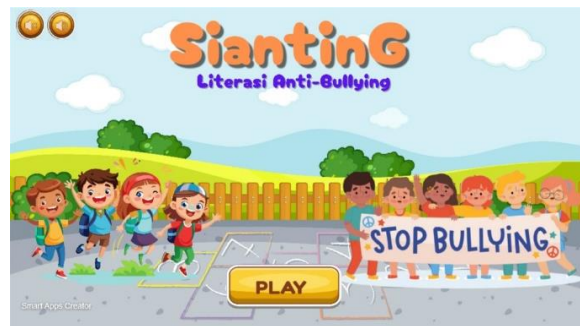 SiantinG
Literasi Anti-Bullying
STOP BULLYiNG
PLAY
Smart Apps Creator